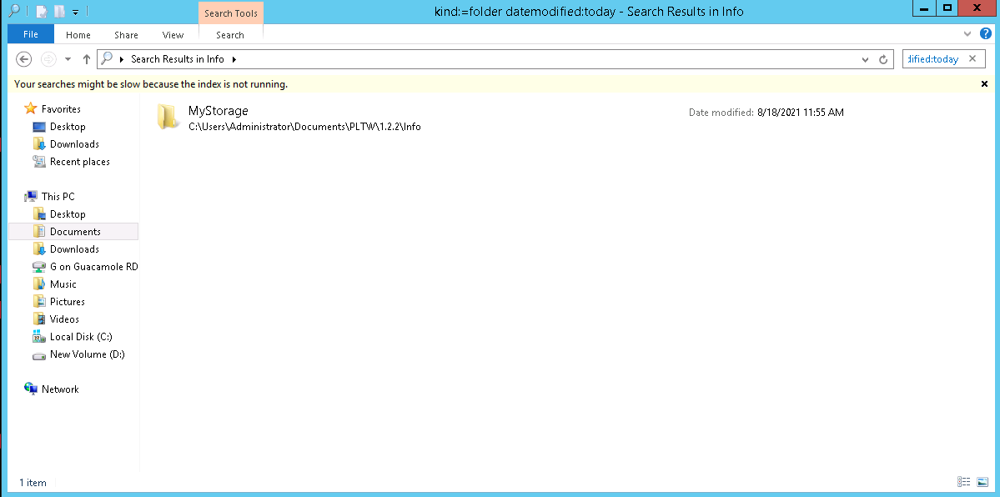 Search Tools
kind:=folder datemodified:today - Search Results in Info
File
Home
Share
View
Search
Search Results in Info
ified:today
Your searches might be slow because the index is not running.
Favorites
Desktop
Downloads
Recent places
This PC
Desktop
Documents
Downloads
G on Guacamole RD
Music
Pictures
Videos
Local Disk (C:)
New Volume (D:)
Network
MyStorage
C:\Users\Administrator\Documents\PLTW\1.2.2\Info
Date modified: 8/18/2021 11:55 AM
1 item